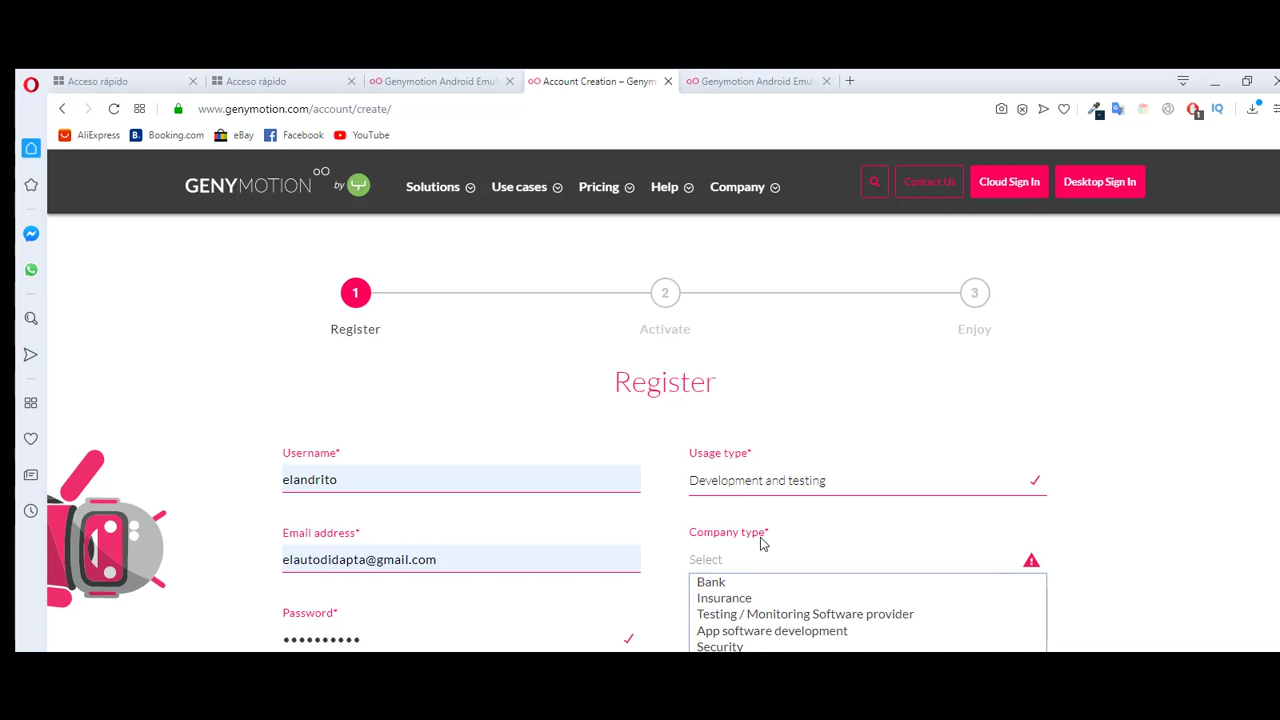 Acceso rápido
Acceso rápido
Genymotion Android Emul
Account Creation – Genym
Genymotion Android Emul
www.genymotion.com/account/create/
AliExpress
Booking.com
eBay
Facebook
YouTube
GENYMOTION by
Solutions
Use cases
Pricing
Help
Company
Contact Us
Cloud Sign In
Desktop Sign In
1
2
3
Register
Activate
Enjoy
Register
Username*
elandrito
Usage type*
Development and testing
Email address*
elautodidapta@gmail.com
Company type*
Select
Bank
Insurance
Testing / Monitoring Software provider
App software development
Security
Password*
••••••••••